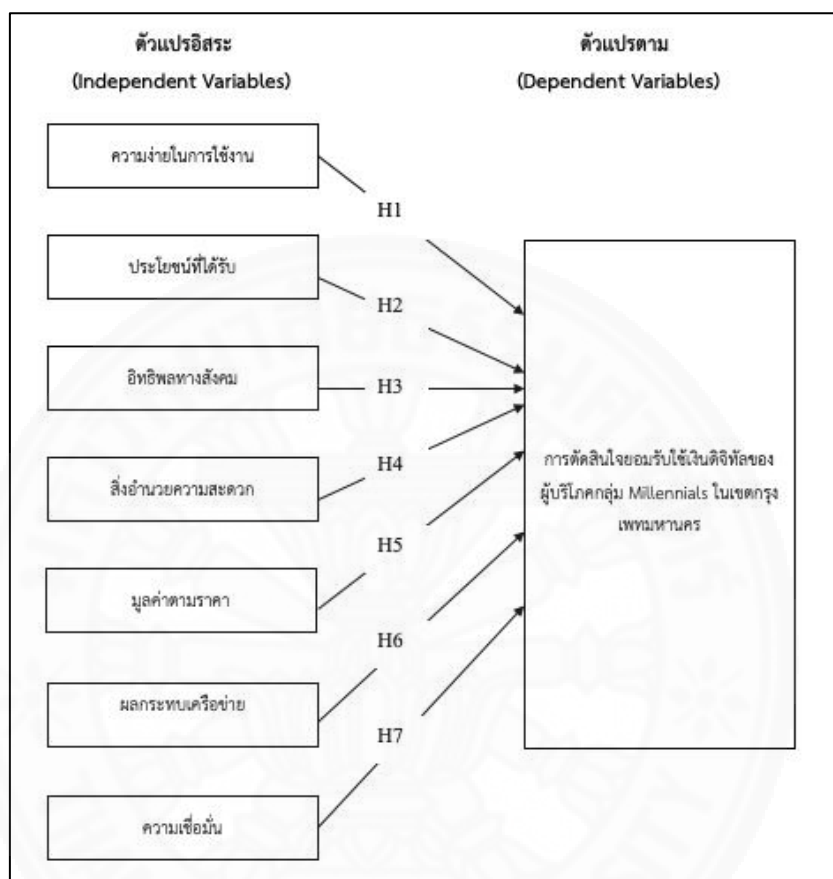 ตัวแปรอิสระ
(Independent Variables)
ตัวแปรตาม
(Dependent Variables)
ความง่ายในการใช้งาน
H1
ประโยชน์ที่ได้รับ
H2
อิทธิพลทางสังคม
H3
สิ่งอำนวยความสะดวก
H4
มูลค่าตามราคา
H5
ผลกระทบเครือข่าย
H6
ความเชื่อมั่น
H7
การตัดสินใจยอมรับใช้เงินดิจิทัลของ
ผู้บริโภคกลุ่ม Millennials ในเขตกรุง
เทพมหานคร